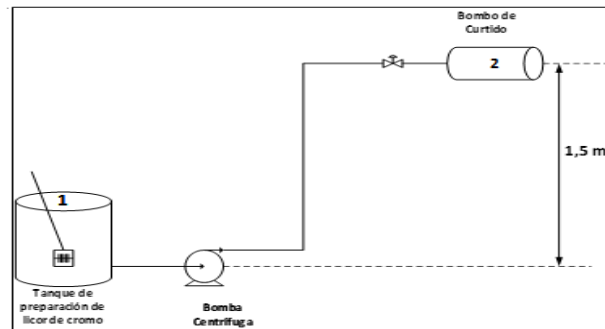 Bombo de
Curtido
2
1,5 m
1
Tanque de
preparación de
licor de cromo
Bomba
Centrífuga